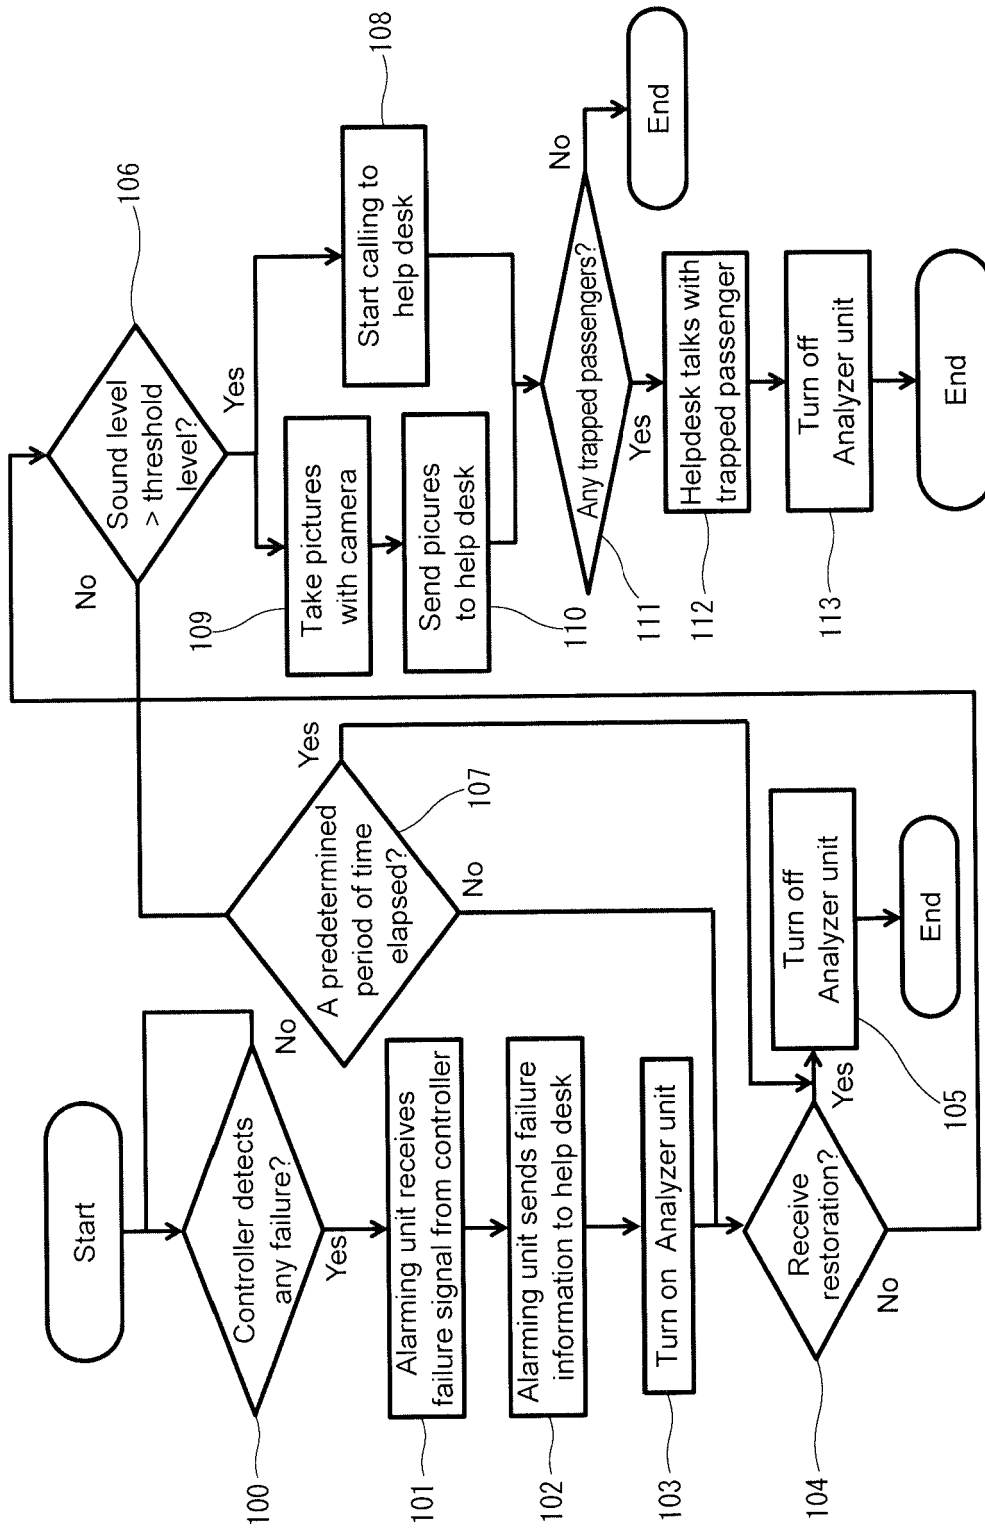 Start
Controller detects
any failure?
100
No
Yes
Alarming unit receives
failure signal from controller
101
Alarming unit sends failure
information to help desk
102
Turn on Analyzer unit
103
Receive
restoration?
104
Yes
No
Turn off
Analyzer unit
105
End
A predetermined
period of time
elapsed?
107
Yes
No
Sound level
> threshold
level?
106
No
Yes
Take pictures
with camera
109
Send picures
to help desk
110
Start calling to
help desk
108
Any trapped passengers?
111
No
End
Yes
Helpdesk talks with
trapped passenger
112
Turn off
Analyzer unit
113
End